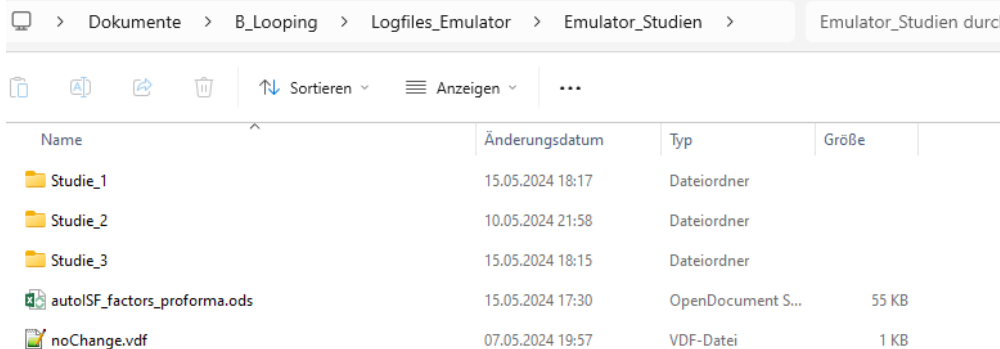 > Dokumente > B_Looping > Logfiles_Emulator > Emulator_Studien > Emulator_Studien durc
Sortieren Anzeigen ...
Name Änderungsdatum Typ Größe
Studie_1 15.05.2024 18:17 Dateiordner
Studie_2 10.05.2024 21:58 Dateiordner
Studie_3 15.05.2024 18:15 Dateiordner
autoISF_factors_proforma.ods 15.05.2024 17:30 OpenDocument S... 55 KB
noChange.vdf 07.05.2024 19:57 VDF-Datei 1 KB